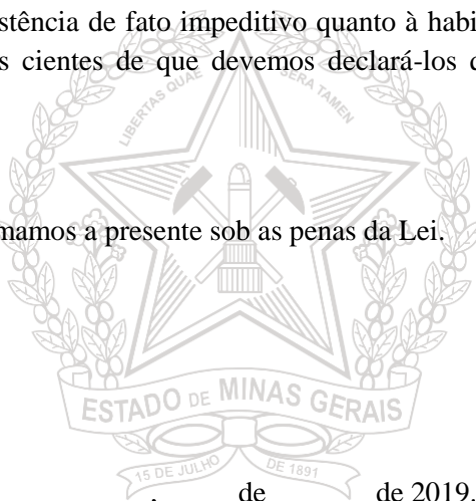 stência de fato impeditivo quanto à habi
s cientes de que devemos declará-los
LIBERTAS QUAE SERA TAMEN
mamos a presente sob as penas da Lei.
ESTADO DE MINAS GERAIS
15 DE JULHO DE 1891
, de de 2019.